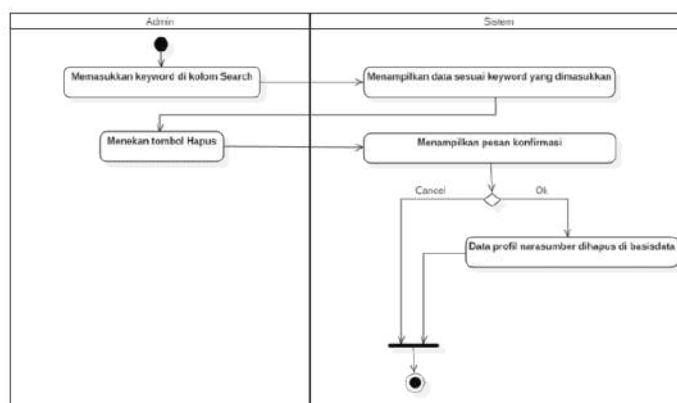 Admin
Sistem
Memasukkan keyword di kolom Search
Menampilkan data sesuai keyword yang dimasukkan
Menekan tombol Hapus
Menampilkan pesan konfirmasi
Cancel
Ok
Data profil narasumber dihapus di basisdata